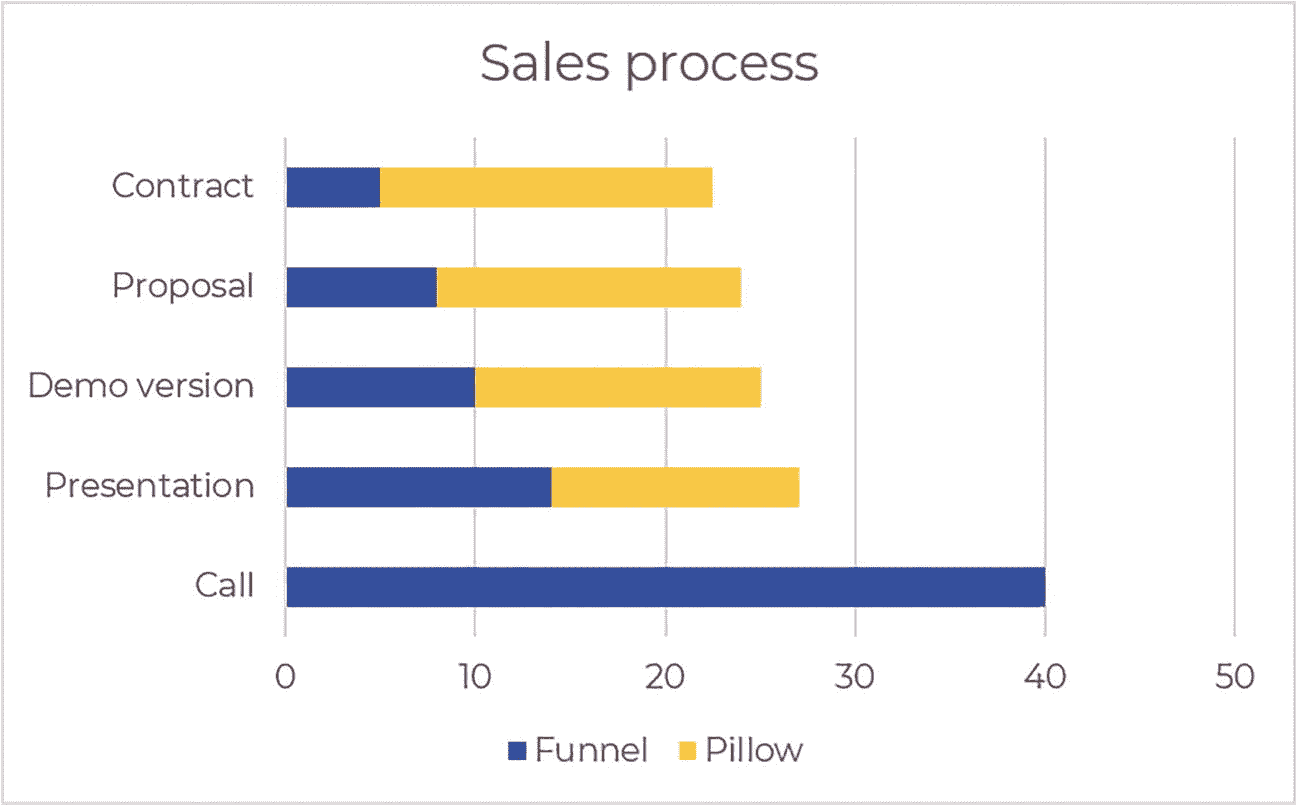 Sales process
Contract
Proposal
Demo version
Presentation
Call
0 10 20 30 40 50
Funnel Pillow